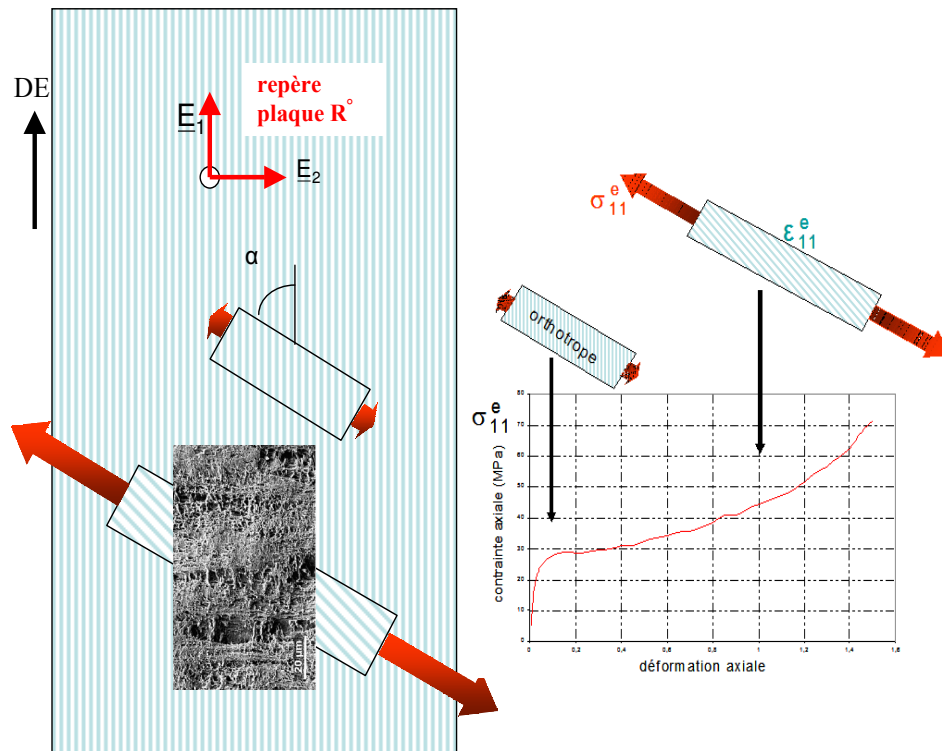 DE
repère
plaque R°
E1
E2
α
20 µm
σ11e
ε11e
orthotrope
σ11e
contrainte axiale (MPa)
80
70
60
50
40
30
20
10
0
0
0,2
0,4
0,6
0,8
1
1,2
1,4
1,6
déformation axiale